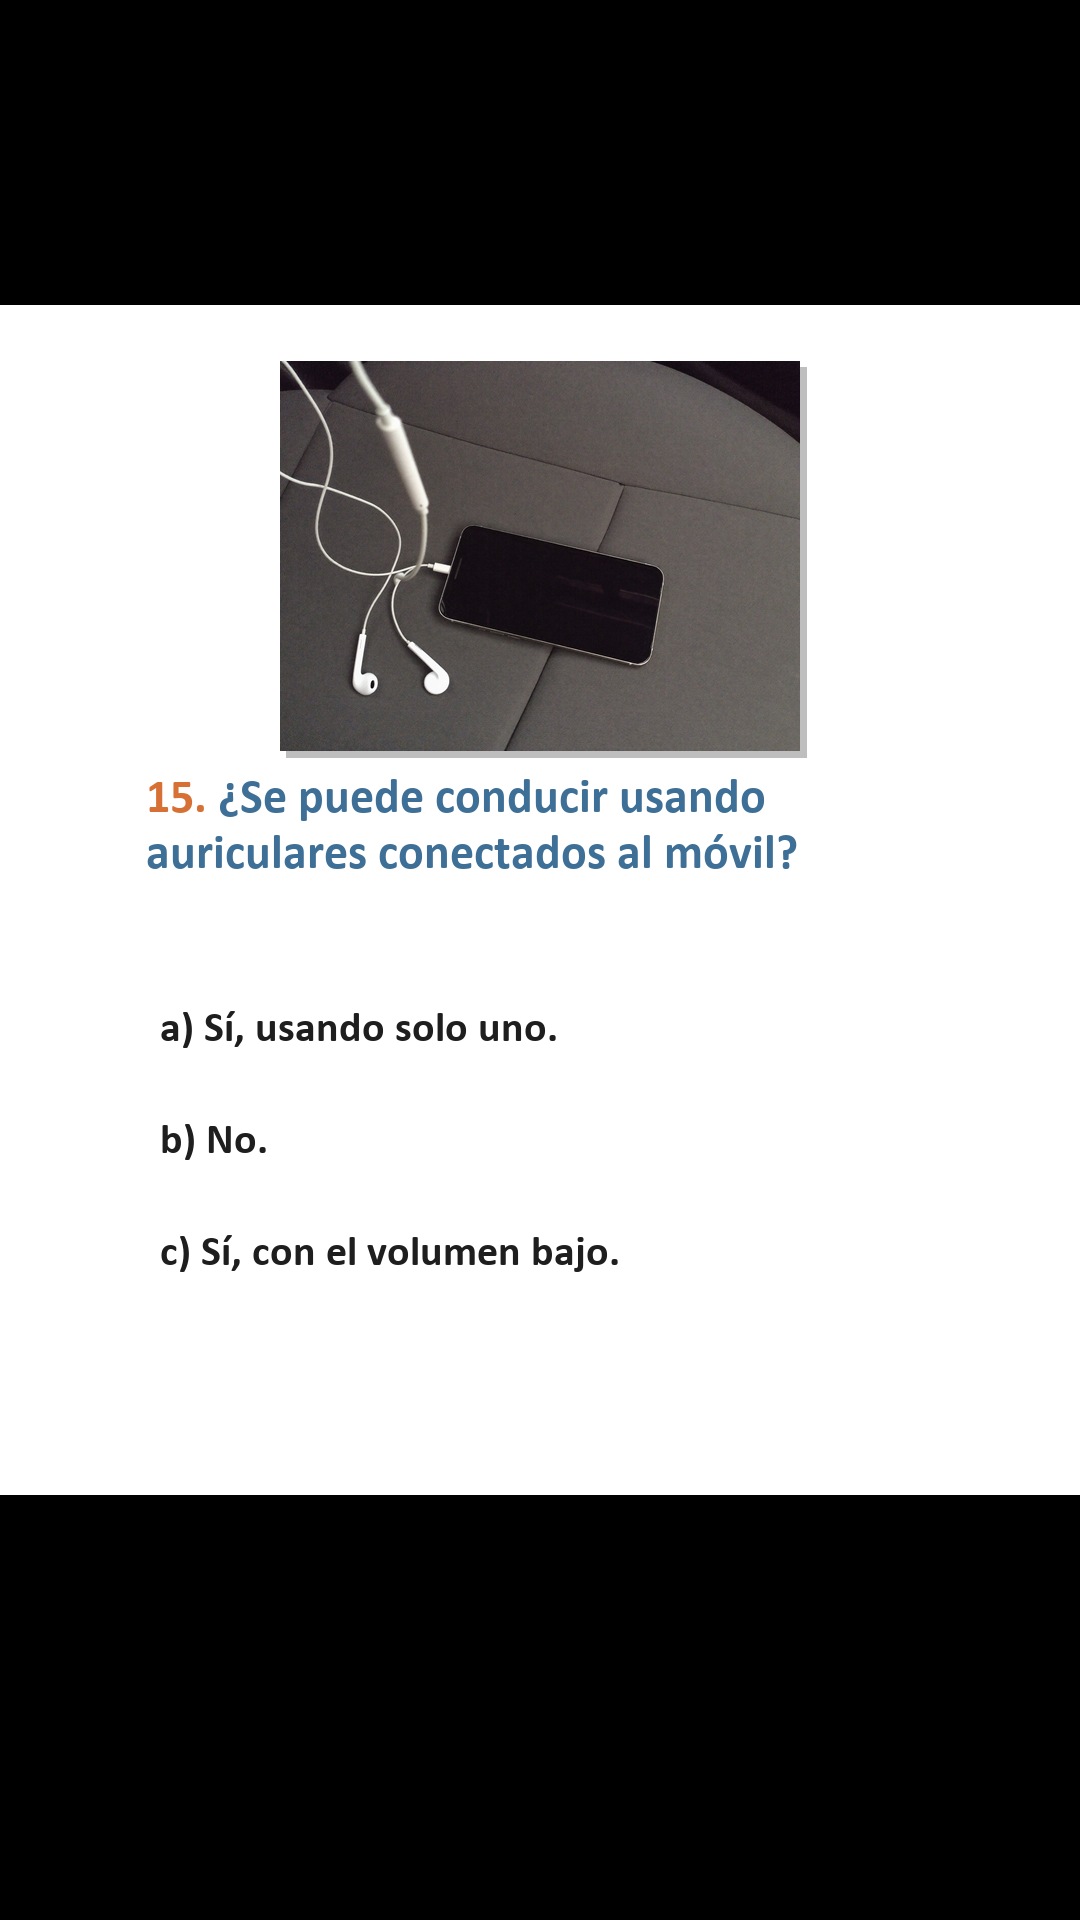 15. ¿Se puede conducir usando
auriculares conectados al móvil?
a) Sí, usando solo uno.
b) No.
c) Sí, con el volumen bajo.